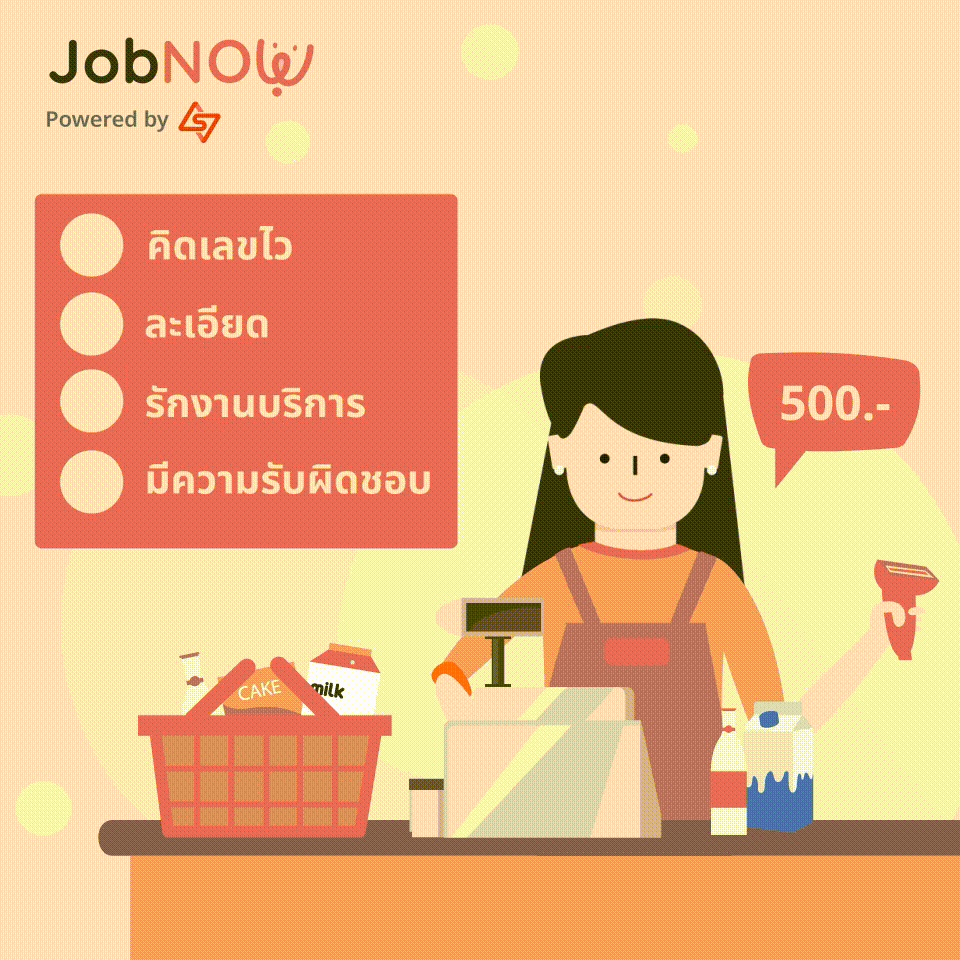 JobNOW
Powered by
คิดเลขไว
ละเอียด
รักงานบริการ
มีความรับผิดชอบ
500.-
CAKE
milk